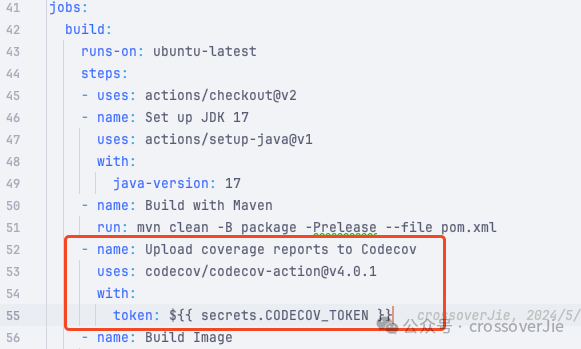 41 jobs:
42 build:
43 runs-on: ubuntu-latest
44 steps:
45 - uses: actions/checkout@v2
46 - name: Set up JDK 17
47 uses: actions/setup-java@v1
48 with:
49 java-version: 17
50 - name: Build with Maven
51 run: mvn clean -B package -Prelease --file pom.xml
52 - name: Upload coverage reports to Codecov
53 uses: codecov/codecov-action@v4.0.1
54 with:
55 token: ${{ secrets.CODECOV_TOKEN }} crossoverJie, 2024/5/
公众号 · crossoverJie
56 - name: Build Image